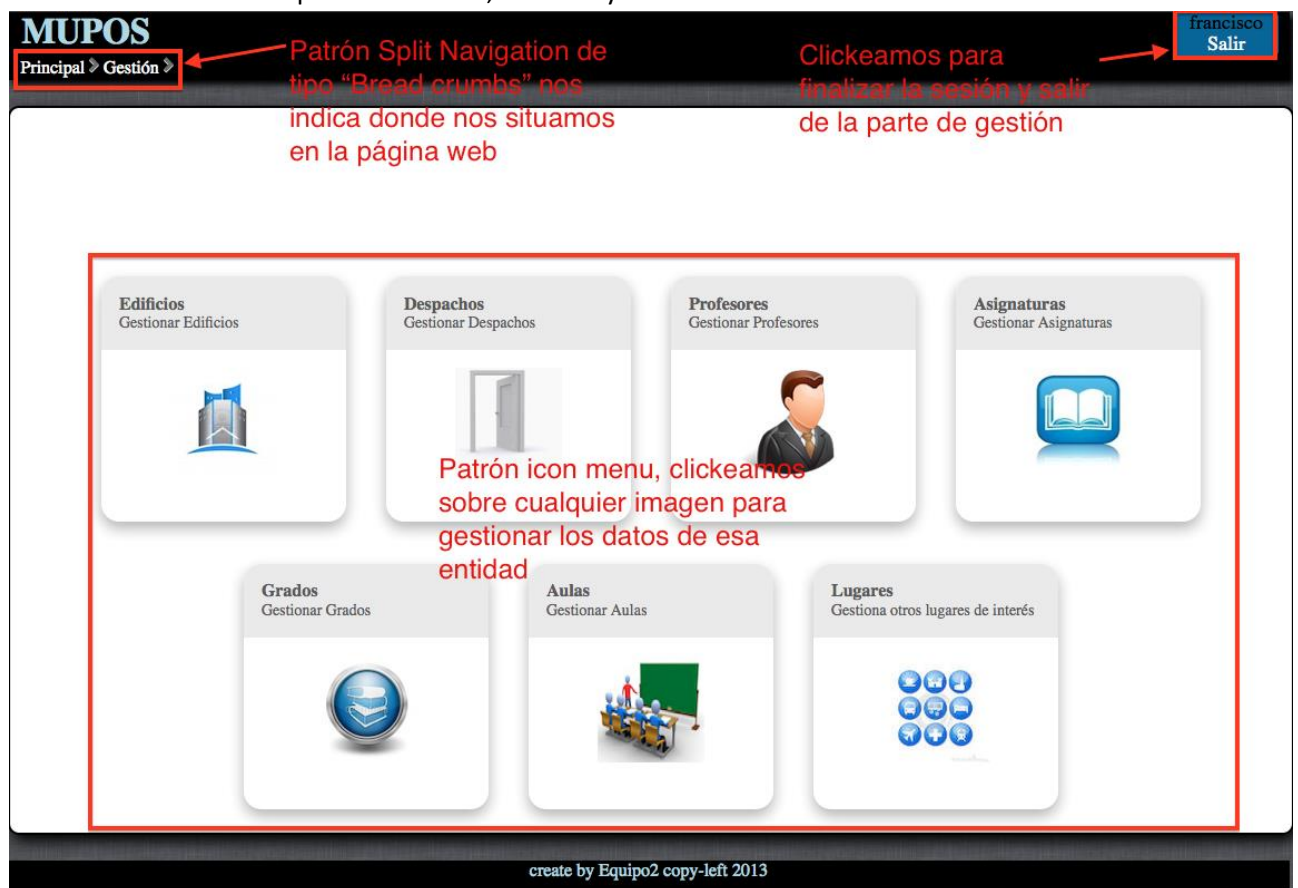 MUPOS
Principal Gestión
Patrón Split Navigation de
tipo “Bread crumbs” nos
indica donde nos situamos
en la página web
Clickeamos para
finalizar la sesión y salir
de la parte de gestión
francisco
Salir
Edificios
Gestionar Edificios
Despachos
Gestionar Despachos
Profesores
Gestionar Profesores
Asignaturas
Gestionar Asignaturas
Patrón icon menu, clickeamos
sobre cualquier imagen para
gestionar los datos de esa
entidad
Grados
Gestionar Grados
Aulas
Gestionar Aulas
Lugares
Gestiona otros lugares de interés
create by Equipo2 copy-left 2013